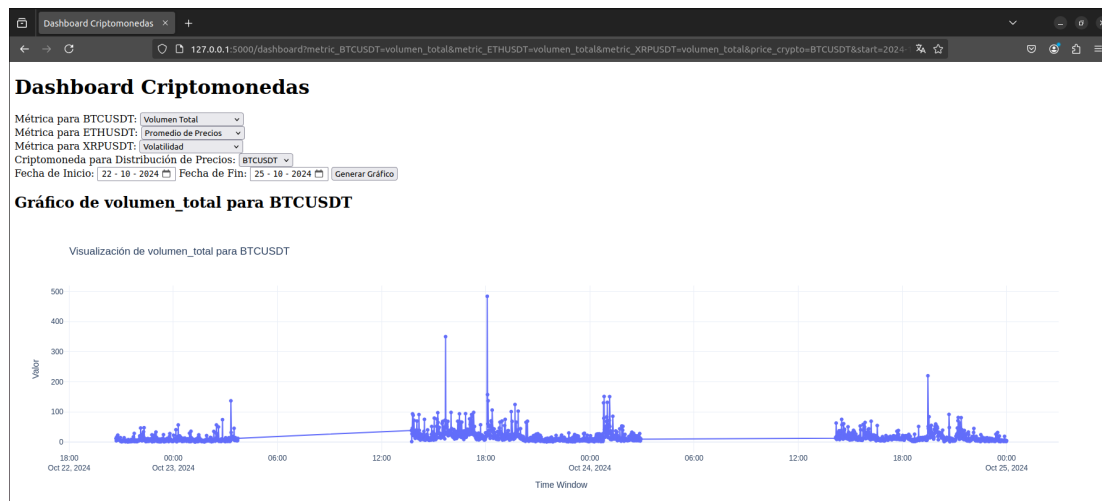 Dashboard Criptomonedas
127.0.0.1:5000/dashboard?metric_BTCUSDT=volumen_total&metric_ETHUSDT=volumen_total&metric_XRPUSDT=volumen_total&price_crypto=BTCUSDT&start=2024-
Dashboard Criptomonedas
Métrica para BTCUSDT: Volumen Total
Métrica para ETHUSDT: Promedio de Precios
Métrica para XRPUSDT: Volatilidad
Criptomoneda para Distribución de Precios: BTCUSDT
Fecha de Inicio: 22 - 10 - 2024 Fecha de Fin: 25 - 10 - 2024 Generar Gráfico
Gráfico de volumen_total para BTCUSDT
Visualización de volumen_total para BTCUSDT
500
400
300
200
100
0
Valor
18:00 00:00 06:00 12:00 18:00 00:00 06:00 12:00 18:00 00:00
Oct 22, 2024 Oct 23, 2024 Oct 24, 2024 Oct 25, 2024
Time Window